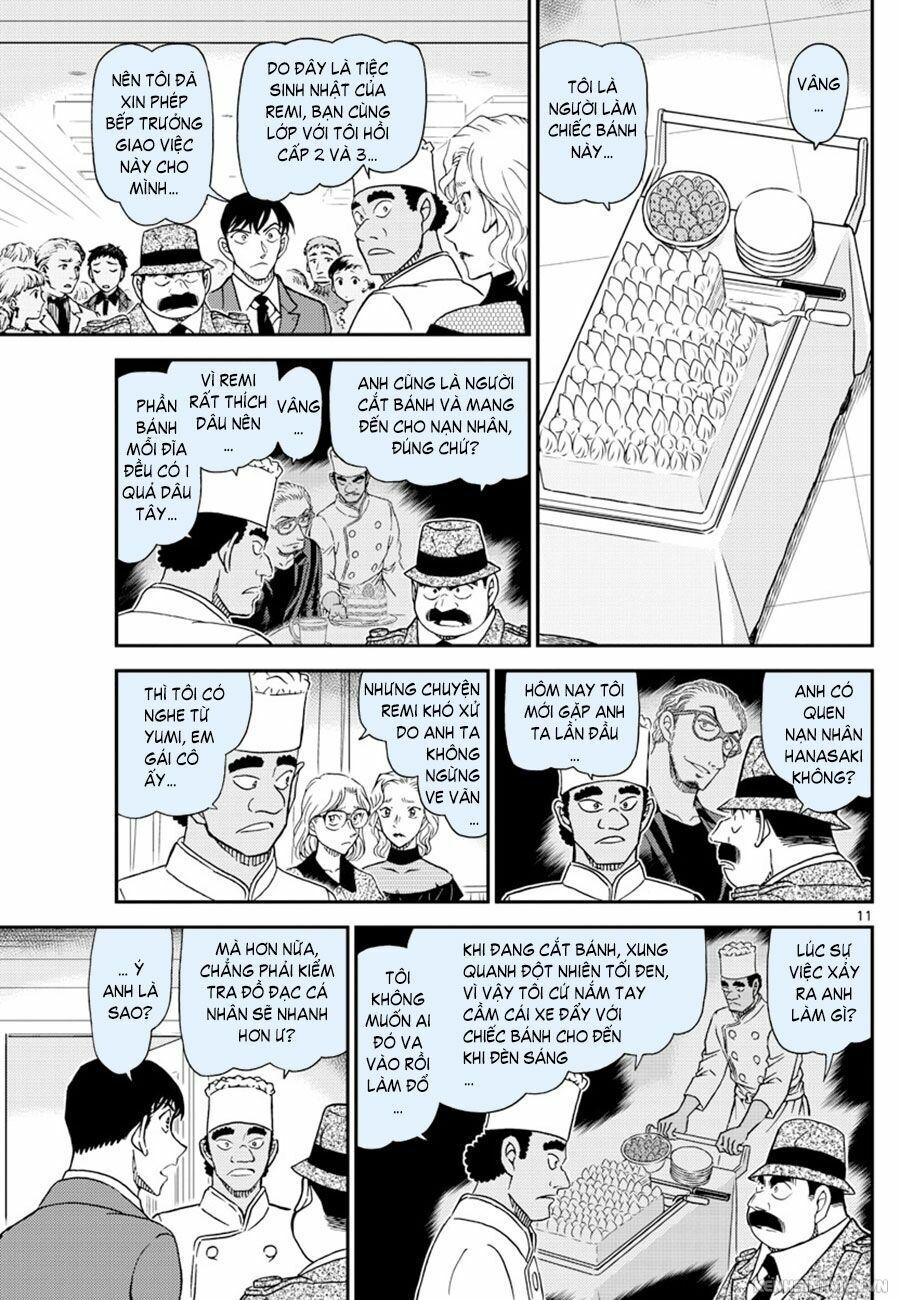 VÂNG
...
TÔI LÀ
NGƯỜI LÀM
CHIẾC BÁNH
NÀY...
DO ĐÂY LÀ TIỆC
SINH NHẬT CỦA
REMI, BẠN CÙNG
LỚP VỚI TÔI HỒI
CẤP 2 VÀ 3...
NÊN TÔI ĐÃ
XIN PHÉP
BẾP TRƯỞNG
GIAO VIỆC
NÀY CHO
MÌNH...
ANH CŨNG LÀ NGƯỜI
CẮT BÁNH VÀ MANG
ĐẾN CHO NẠN NHÂN,
ĐÚNG CHỨ?
VÂNG
...
VÌ REMI
RẤT THÍCH
DÂU NÊN
...
PHẦN
BÁNH
MỖI ĐĨA
ĐỀU CÓ 1
QUẢ DÂU
TÂY...
ANH CÓ
QUEN
NẠN NHÂN
HANASAKI
KHÔNG?
HÔM NAY TÔI
MỚI GẶP ANH
TA LẦN ĐẦU
...
NHƯNG CHUYỆN
REMI KHÓ XỬ
DO ANH TA
KHÔNG
NGỪNG
VE VÃN
...
THÌ TÔI CÓ
NGHE TỪ
YUMI, EM
GÁI CÔ
ẤY...
11
LÚC SỰ
VIỆC XẢY
RA ANH
LÀM GÌ?
KHI ĐANG CẮT BÁNH, XUNG
QUANH ĐỘT NHIÊN TỐI ĐEN,
VÌ VẬY TÔI CỨ NẮM TAY
CẦM CÁI XE ĐẨY VỚI
CHIẾC BÁNH CHO ĐẾN
KHI ĐÈN SÁNG
...
TÔI
KHÔNG
MUỐN AI
ĐÓ VA
VÀO RỒI
LÀM ĐỔ
...
MÀ HƠN NỮA,
CHẲNG PHẢI KIỂM
TRA ĐỒ ĐẠC CÁ
NHÂN SẼ NHANH
HƠN Ư?
... Ý
ANH LÀ
SAO?